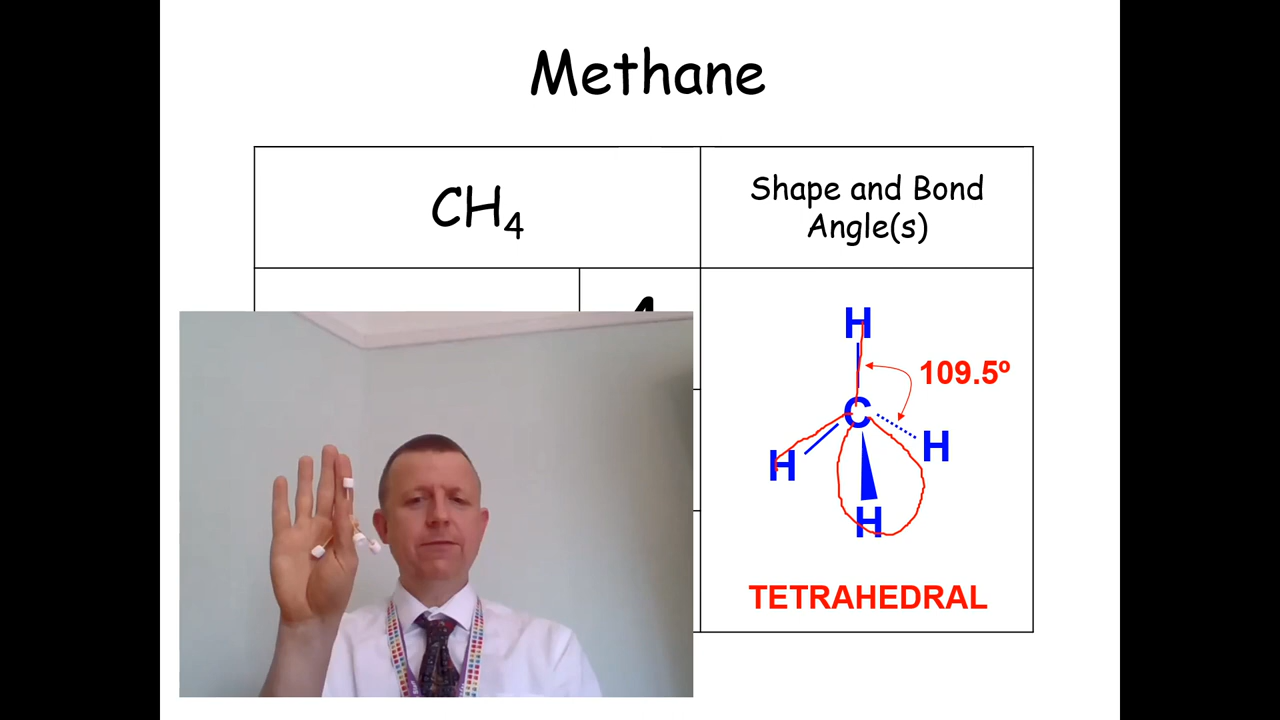 Methane
CH₄
Shape and Bond
Angle(s)
H
109.5º
C
H
H
H
TETRAHEDRAL